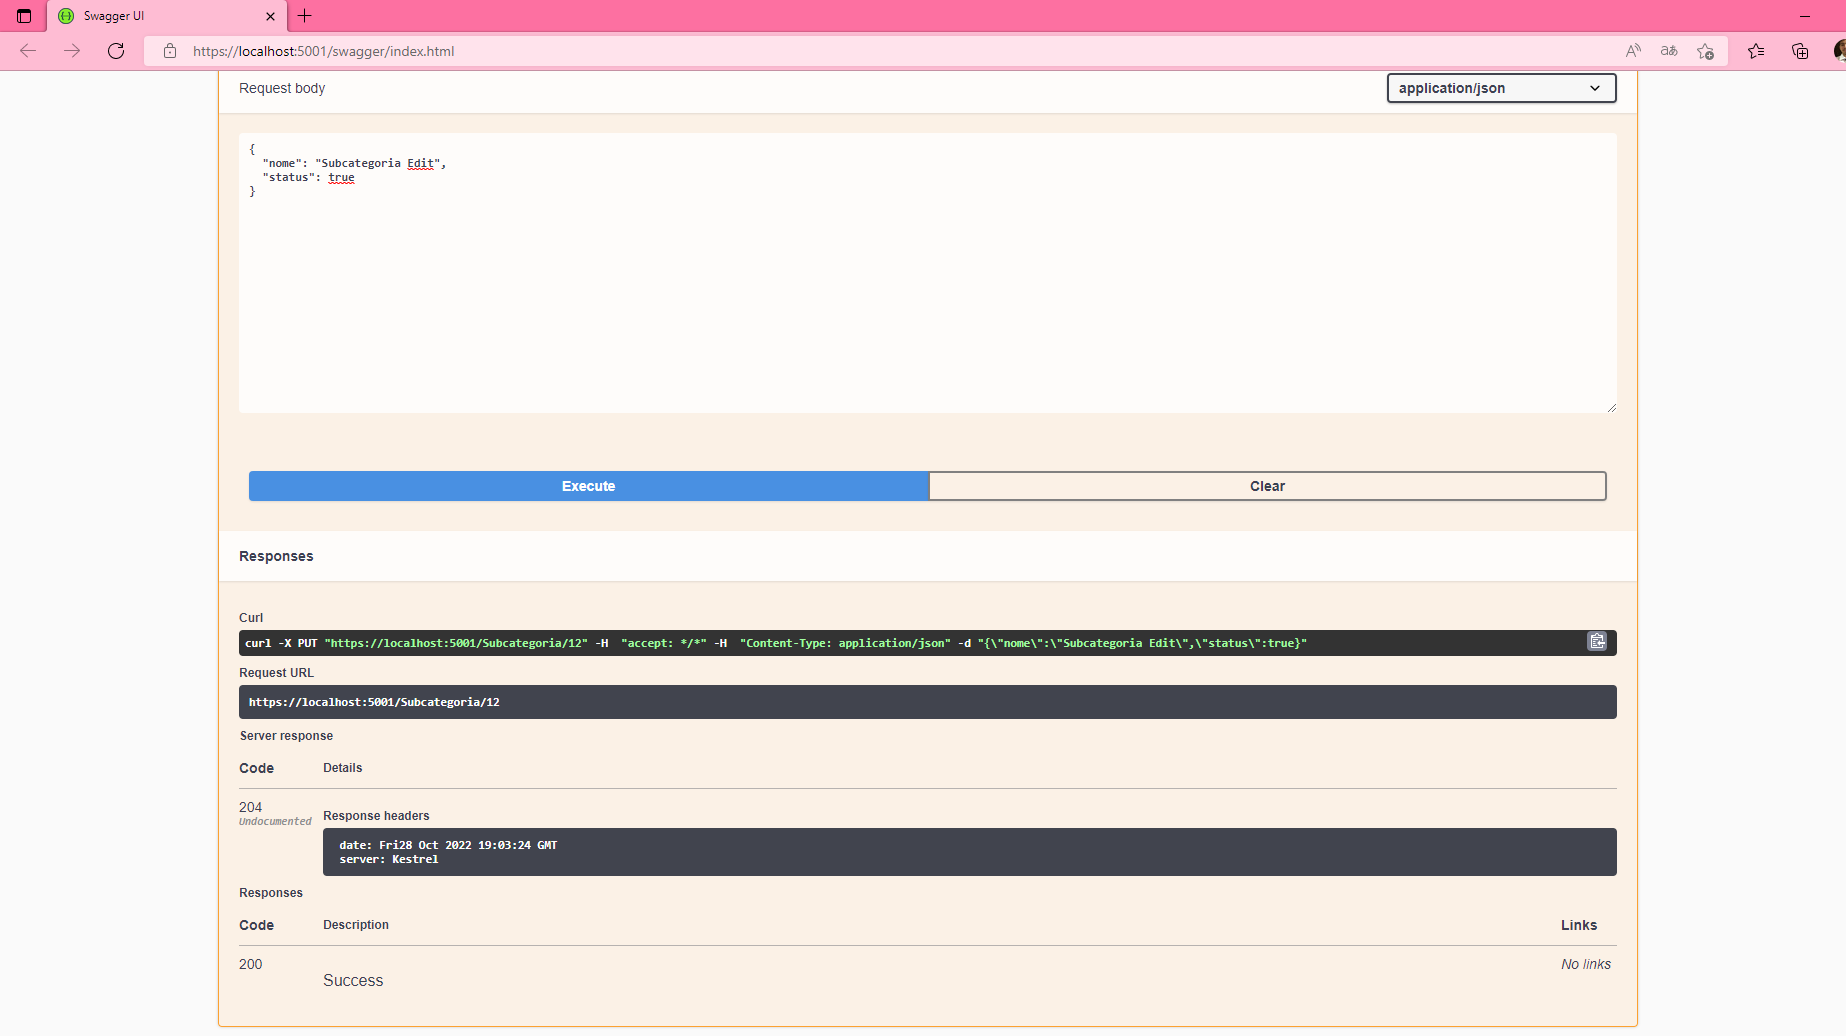 Swagger UI
https://localhost:5001/swagger/index.html
Request body
application/json
{
  "nome": "Subcategoria Edit",
  "status": true
}
Execute
Clear
Responses
Curl
curl -X PUT "https://localhost:5001/Subcategoria/12" -H  "accept: */*" -H  "Content-Type: application/json" -d "{\"nome\":\"Subcategoria Edit\",\"status\":true}"
Request URL
https://localhost:5001/Subcategoria/12
Server response
Code Details
204
Undocumented
Response headers
date: Fri28 Oct 2022 19:03:24 GMT
server: Kestrel
Responses
Code Description Links
200 No links
Success